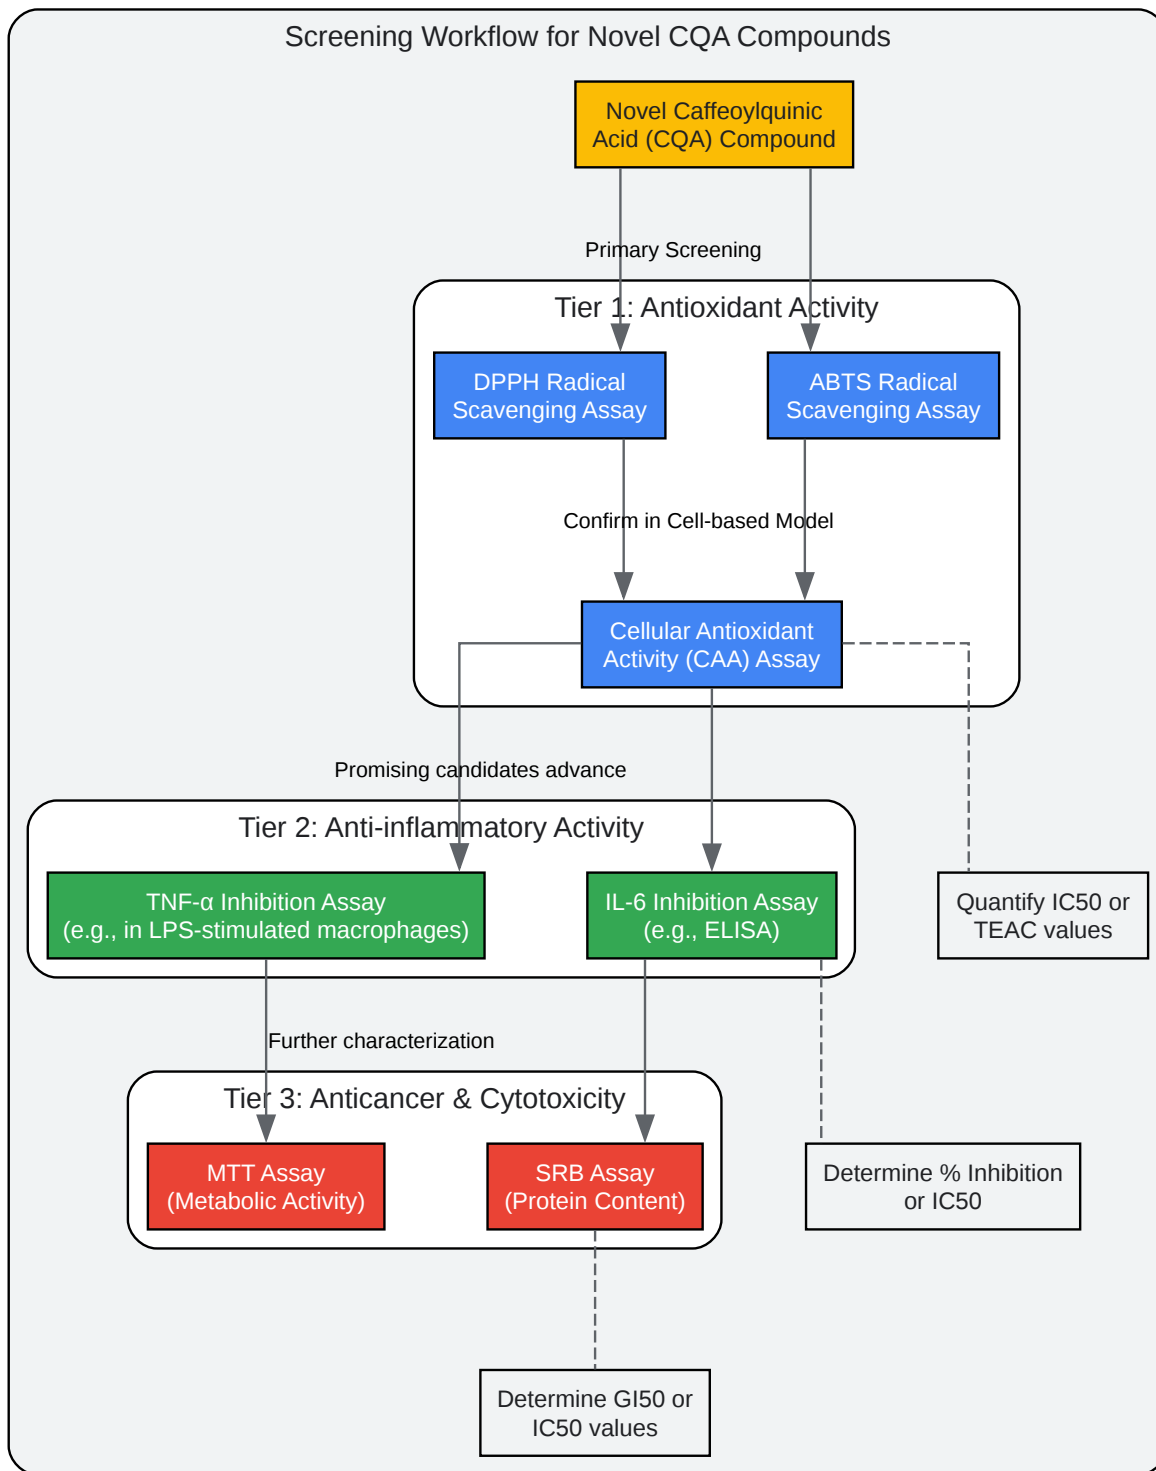 Screening Workflow for Novel CQA Compounds
Novel Caffeoylquinic
Acid (CQA) Compound
Primary Screening
Tier 1: Antioxidant Activity
DPPH Radical
Scavenging Assay
ABTS Radical
Scavenging Assay
Confirm in Cell-based Model
Cellular Antioxidant
Activity (CAA) Assay
Promising candidates advance
Tier 2: Anti-inflammatory Activity
TNF-α Inhibition Assay
(e.g., in LPS-stimulated macrophages)
IL-6 Inhibition Assay
(e.g., ELISA)
Quantify IC50 or
TEAC values
Further characterization
Tier 3: Anticancer & Cytotoxicity
MTT Assay
(Metabolic Activity)
SRB Assay
(Protein Content)
Determine % Inhibition
or IC50
Determine GI50 or
IC50 values